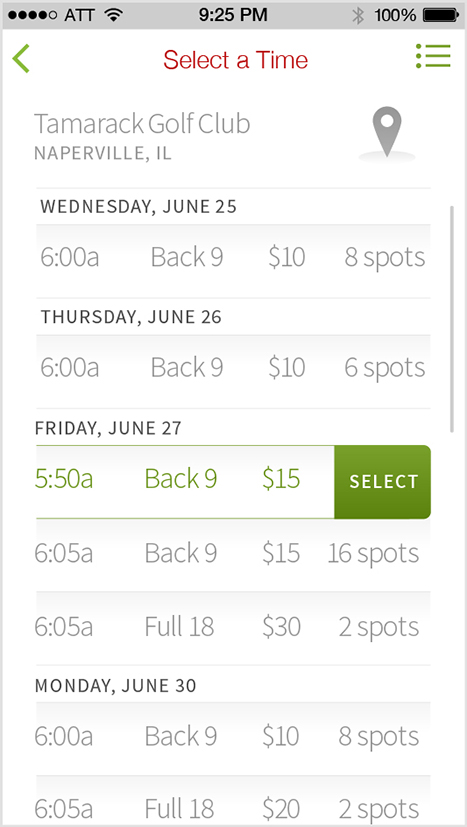 ATT 9:25 PM 100%
Select a Time
Tamarack Golf Club
NAPERVILLE, IL
WEDNESDAY, JUNE 25
6:00a Back 9 $10 8 spots
THURSDAY, JUNE 26
6:00a Back 9 $10 6 spots
FRIDAY, JUNE 27
5:50a Back 9 $15 SELECT
6:05a Back 9 $15 16 spots
6:05a Full 18 $30 2 spots
MONDAY, JUNE 30
6:00a Back 9 $10 8 spots
6:05a Full 18 $20 2 spots